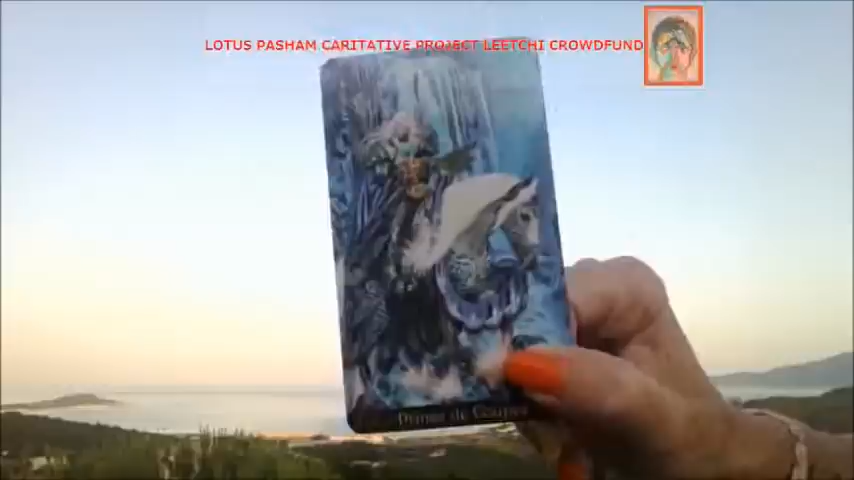 LOTUS PASHAM CARITATIVE PROJECT LEETCHI CROWDFUND
Prince de Coupes